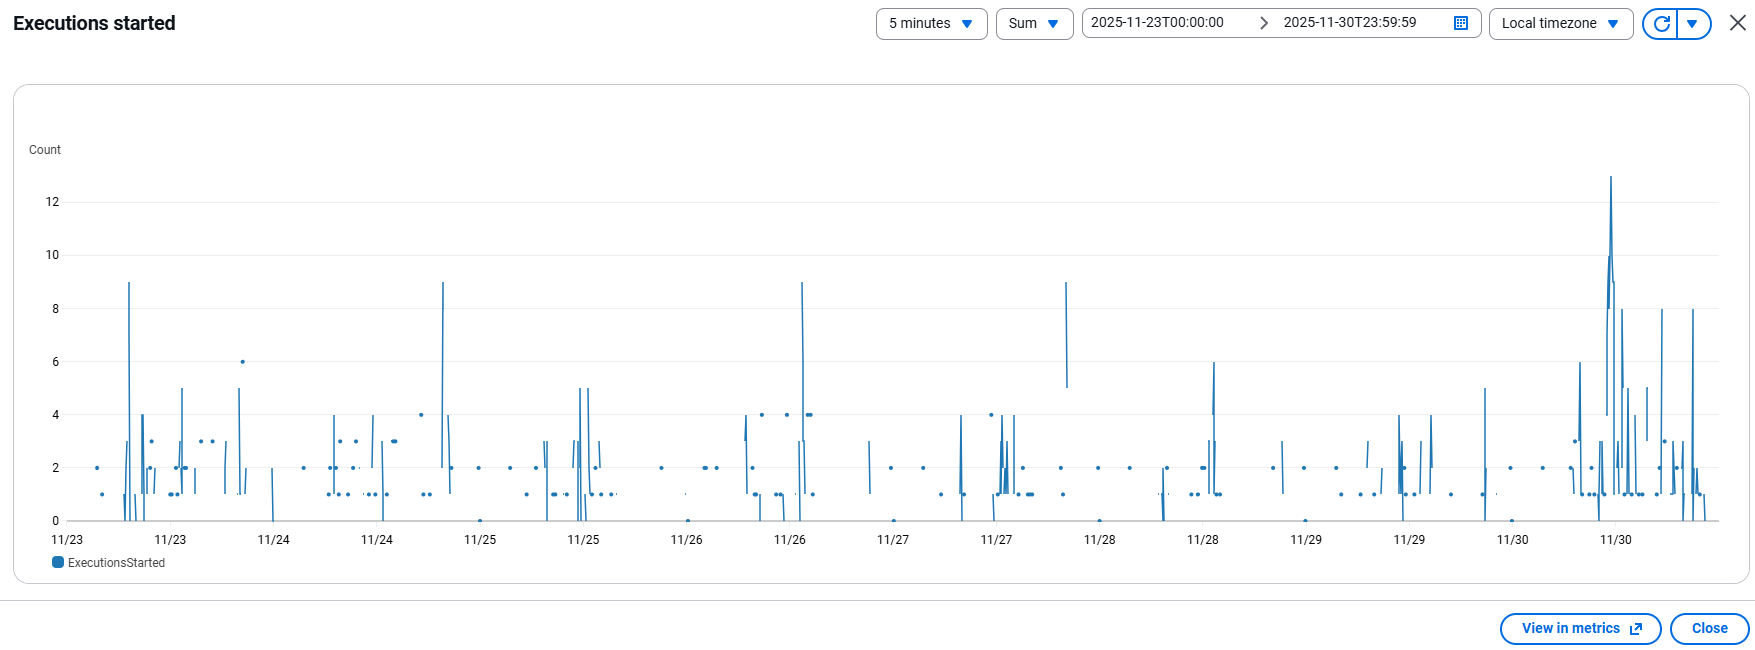 Executions started
5 minutes
Sum
2025-11-23T00:00:00
2025-11-30T23:59:59
Local timezone
Count
12
10
8
6
4
2
0
11/23 11/23 11/24 11/24 11/25 11/25 11/26 11/26 11/27 11/27 11/28 11/28 11/29 11/29 11/30 11/30
ExecutionsStarted
View in metrics
Close